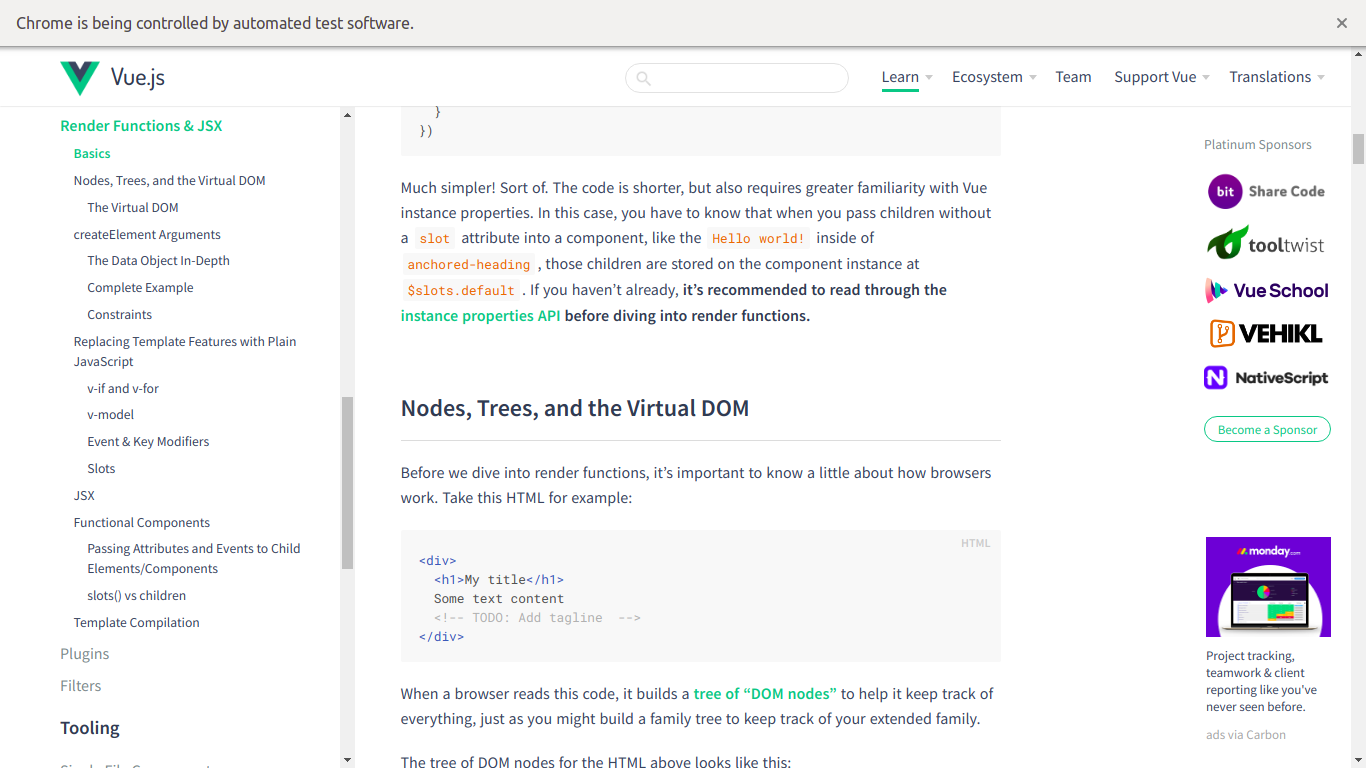 Chrome is being controlled by automated test software.
Vue.js
Learn
Ecosystem
Team
Support Vue
Translations
Render Functions & JSX
Basics
Nodes, Trees, and the Virtual DOM
The Virtual DOM
createElement Arguments
The Data Object In-Depth
Complete Example
Constraints
Replacing Template Features with Plain
JavaScript
v-if and v-for
v-model
Event & Key Modifiers
Slots
JSX
Functional Components
Passing Attributes and Events to Child
Elements/Components
slots() vs children
Template Compilation
Plugins
Filters
Tooling
}
})
Much simpler! Sort of. The code is shorter, but also requires greater familiarity with Vue
instance properties. In this case, you have to know that when you pass children without
a slot attribute into a component, like the Hello world! inside of
anchored-heading , those children are stored on the component instance at
$slots.default . If you haven’t already, it’s recommended to read through the
instance properties API before diving into render functions.
Nodes, Trees, and the Virtual DOM
Before we dive into render functions, it’s important to know a little about how browsers
work. Take this HTML for example:
HTML
<div>
<h1>My title</h1>
Some text content
<!-- TODO: Add tagline  -->
</div>
When a browser reads this code, it builds a tree of “DOM nodes” to help it keep track of
everything, just as you might build a family tree to keep track of your extended family.
The tree of DOM nodes for the HTML above looks like this:
Platinum Sponsors
bit Share Code
tooltwist
Vue School
VEHIKL
NativeScript
Become a Sponsor
monday.com
Project tracking,
teamwork & client
reporting like you've
never seen before.
ads via Carbon